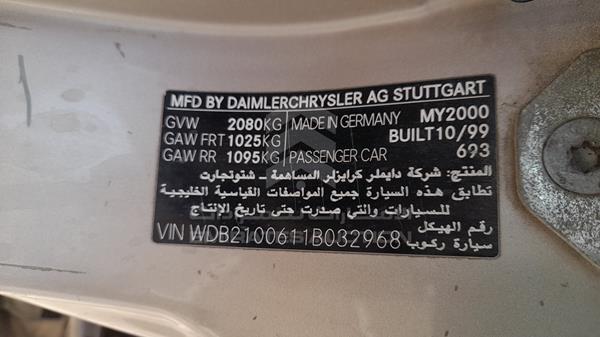 MFD BY DAIMLERCHRYSLER AG STUTTGART
GVW 2080KG MADE IN GERMANY MY2000
GAW FRT 1025KG BUILT10/99
GAW RR 1095KG PASSENGER CAR 693
المنتج: شركة دايملر كرايزلر المساهمة - شتوتجارت
تطابق هذه السيارة جميع المواصفات القياسية الخليجية
للسيارات والتي صدرت حتى تاريخ الإنتاج
رقم الهيكل
VIN WDB2100611B032968 سيارة ركوب